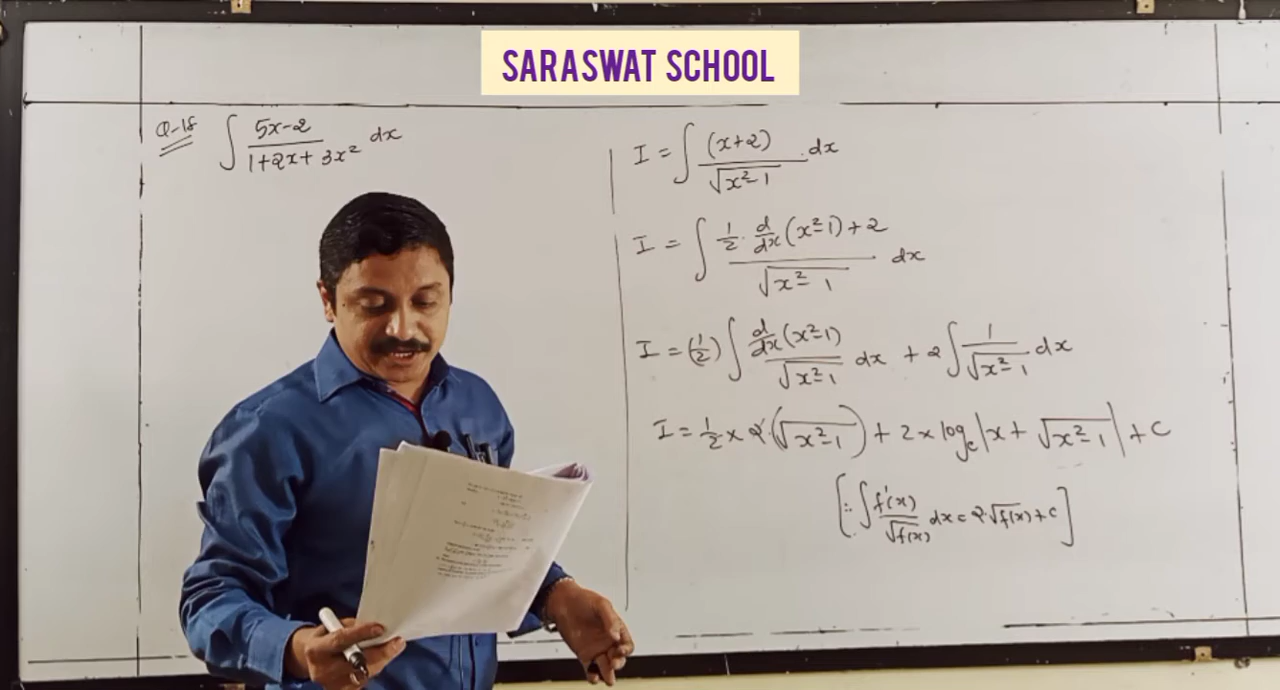 SARASWAT SCHOOL
Q-18 ∫ (5x-2)/(1+2x+3x²) dx
I = ∫ (x+2)/√(x²-1) . dx
I = ∫ (1/2 . d/dx (x²-1) + 2)/√(x²-1) dx
I = (1/2) ∫ (d/dx (x²-1))/√(x²-1) dx + 2 ∫ 1/√(x²-1) dx
I = 1/2 × 2 . (√(x²-1)) + 2 × logₑ |x + √(x²-1)| + C
[∵ ∫ f'(x)/√f(x) dx = 2 . √f(x) + C]